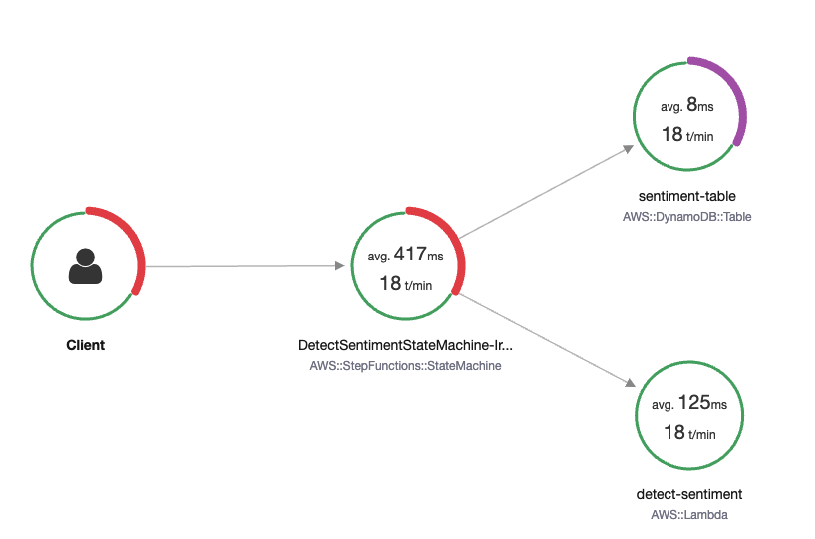 avg. 8ms
18 t/min
sentiment-table
AWS::DynamoDB::Table
avg. 417ms
18 t/min
Client
DetectSentimentStateMachine-Ir...
AWS::StepFunctions::StateMachine
avg. 125ms
18 t/min
detect-sentiment
AWS::Lambda